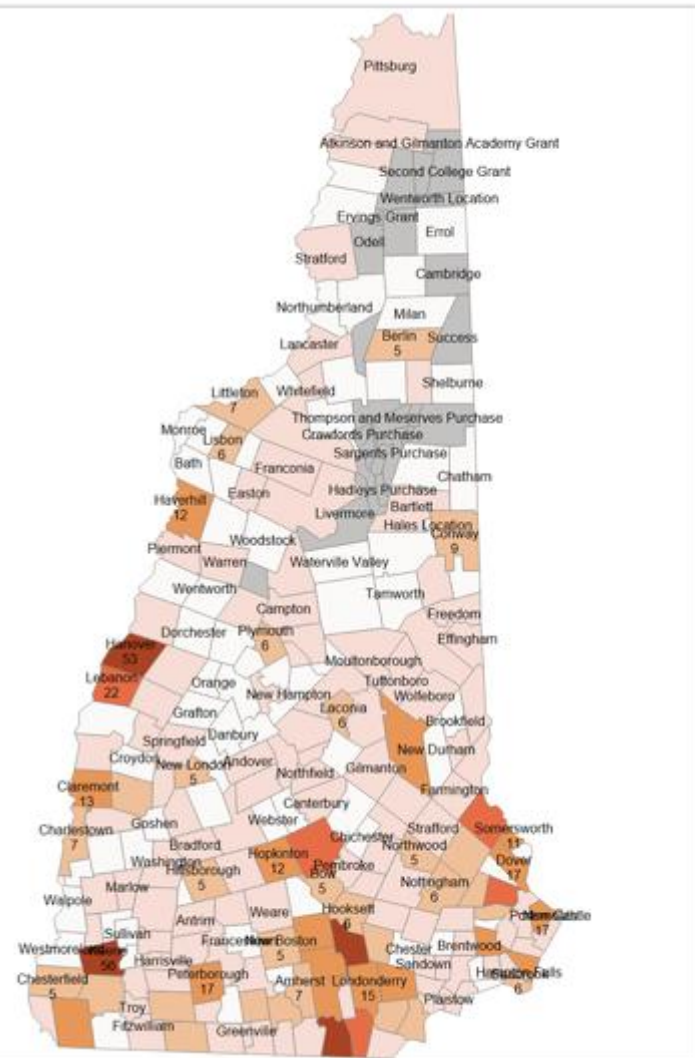 Pittsburg
Atkinson and Gilmanton Academy Grant
Second College Grant
Wentworth Location
Ervings Grant
Errol
Odell
Stratford
Cambridge
Northumberland
Milan
Berlin
5
Success
Lancaster
Shelburne
Littleton
7
Whitefield
Thompson and Meserves Purchase
Monroe
Crawfords Purchase
Lisbon
6
Sargents Purchase
Bath
Franconia
Chatham
Easton
Hadleys Purchase
Haverhill
12
Bartlett
Livermore
Hales Location
Conway
9
Woodstock
Piermont
Warren
Waterville Valley
Wentworth
Tamworth
Campton
Freedom
Dorchester
Plymouth
6
Effingham
Hanover
53
Moultonborough
Lebanon
22
Orange
Tuftonboro
New Hampton
Wolfeboro
Grafton
Laconia
6
Brookfield
Danbury
Springfield
New Durham
Croydon
New London
5
Andover
Northfield
Gilmanton
Claremont
13
Farmington
Canterbury
Charlestown
7
Goshen
Webster
Chichester
Strafford
Somersworth
11
Bradford
Northwood
5
Washington
Hopkinton
12
Pembroke
Dover
17
Hillsborough
5
Bow
5
Marlow
Nottingham
6
Walpole
Weare
Hooksett
6
Antrim
17
Sullivan
New Boston
5
Westmoreland
56
Chester
Brentwood
Harrisville
Sandown
Chesterfield
5
Peterborough
17
Amherst
7
Londonderry
15
6
Troy
Plaistow
Fitzwilliam
Greenville